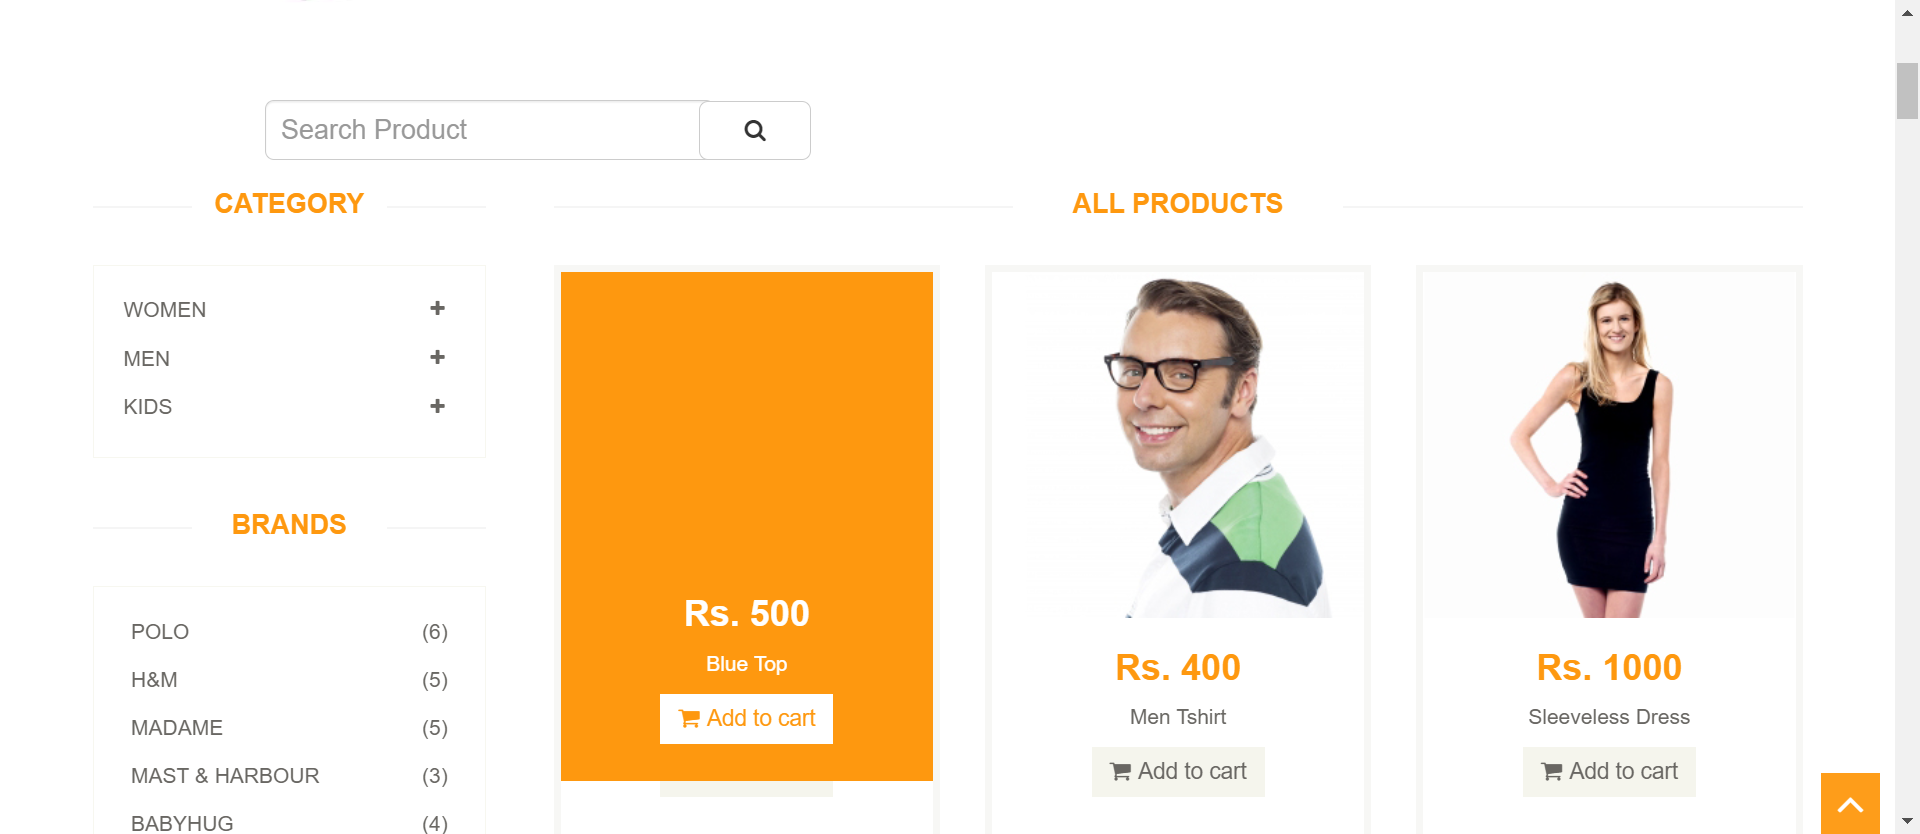 Search Product
CATEGORY
WOMEN
MEN
KIDS
BRANDS
POLO (6)
H&M (5)
MADAME (5)
MAST & HARBOUR (3)
BABYHUG (4)
ALL PRODUCTS
Rs. 500
Blue Top
Add to cart
Rs. 400
Men Tshirt
Add to cart
Rs. 1000
Sleeveless Dress
Add to cart